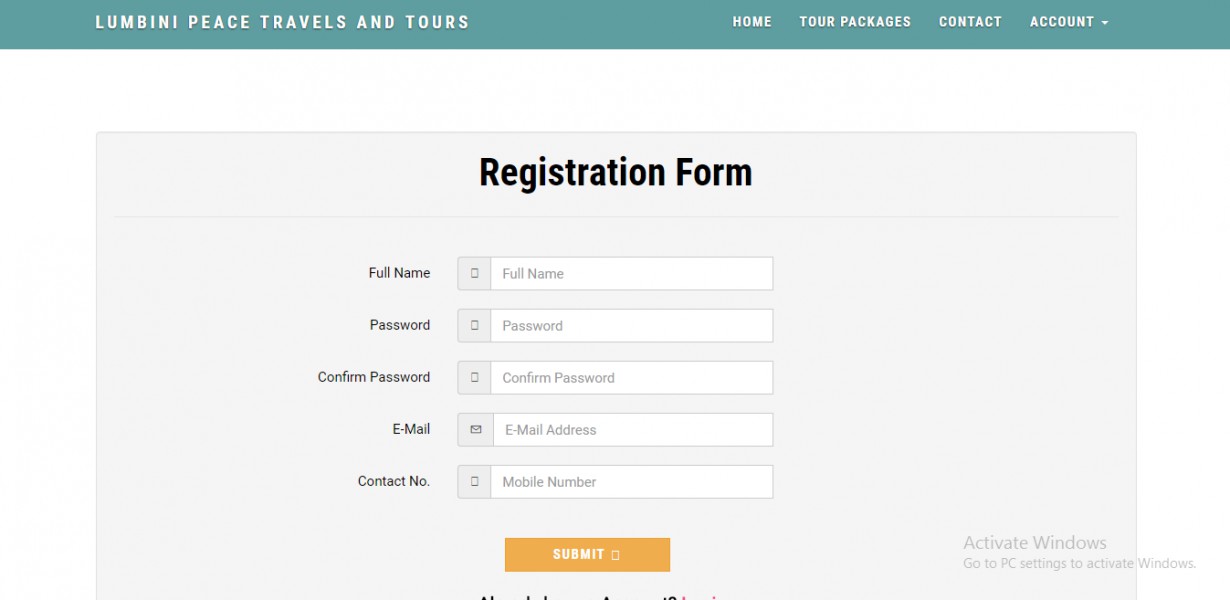 LUMBINI PEACE TRAVELS AND TOURS HOME TOUR PACKAGES CONTACT ACCOUNT
Registration Form
Full Name Full Name
Password Password
Confirm Password Confirm Password
E-Mail E-Mail Address
Contact No. Mobile Number
SUBMIT
Activate Windows
Go to PC settings to activate Windows.